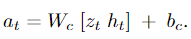 a_t = W_c [z_t h_t] + b_c.